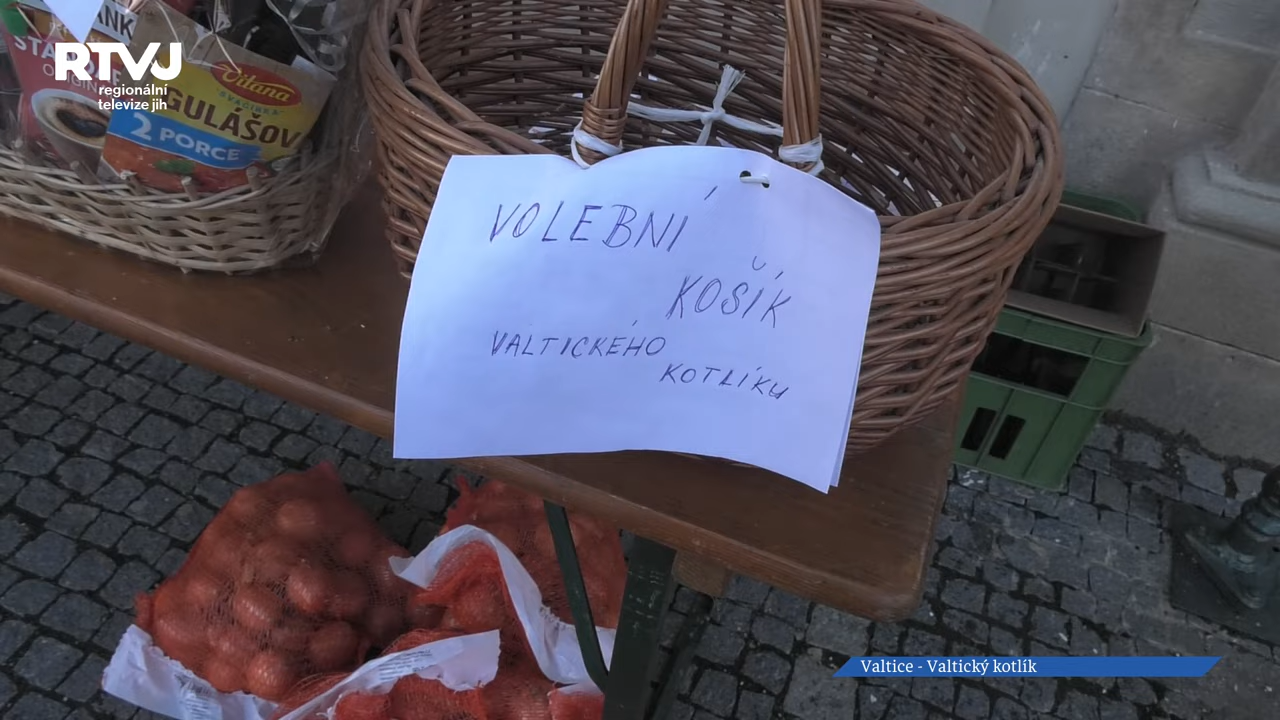 RTVJ
regionální
televize jih
Vitana
GULÁŠOV
2 PORCE
VOLEBNÍ
KOŠÍK
VALTICKÉHO
KOTLÍKU
Valtice - Valtický kotlík